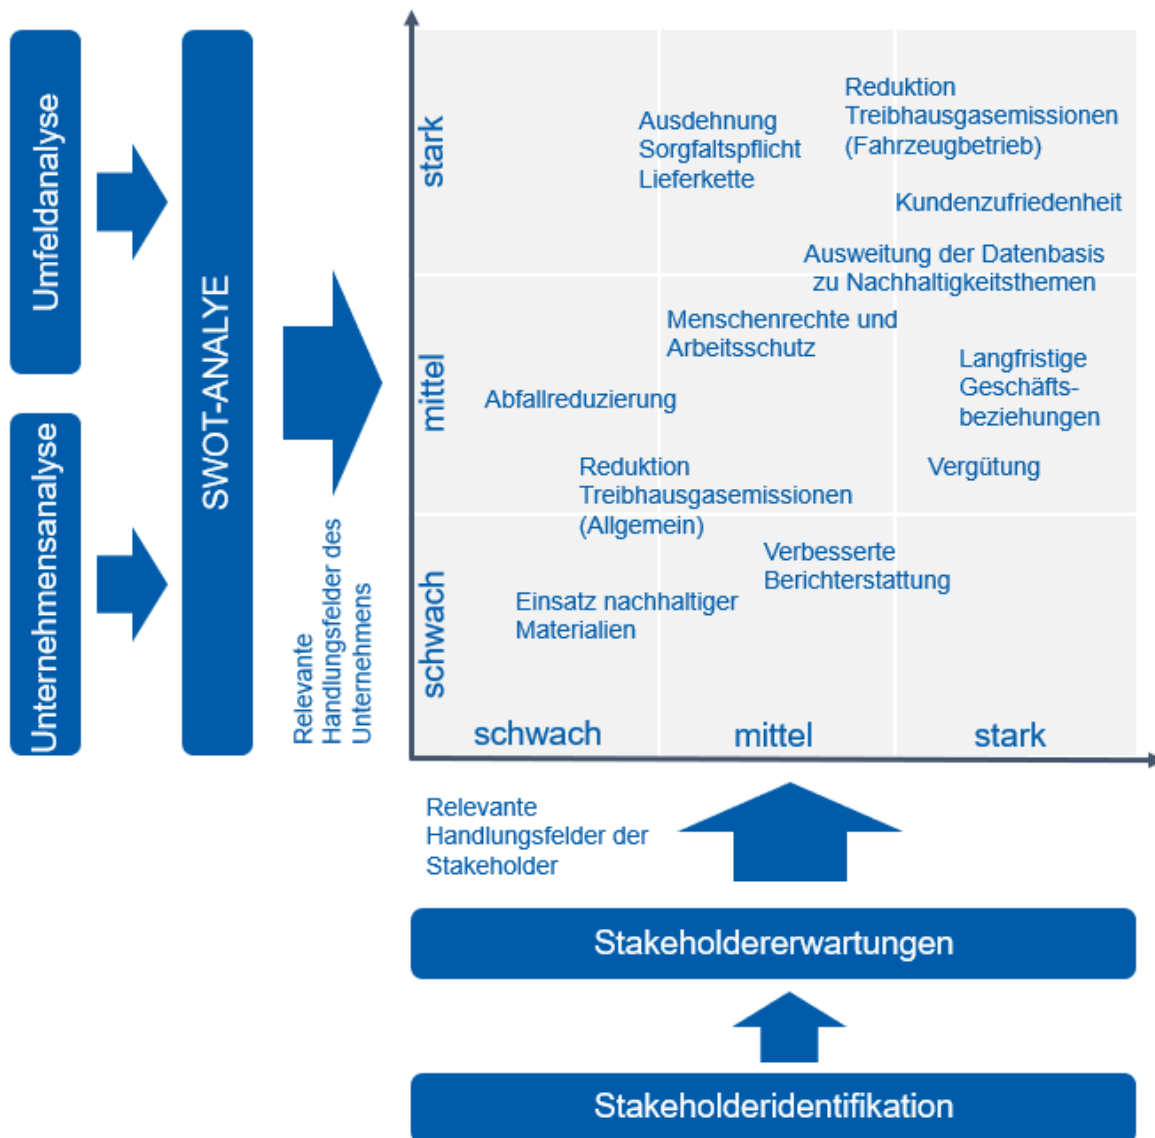 Umfeldanalyse
Unternehmensanalyse
SWOT-ANALYE
Relevante
Handlungsfelder des
Unternehmens
stark
mittel
schwach
Reduktion
Treibhausgasemissionen
(Fahrzeugbetrieb)
Ausdehnung
Sorgfaltspflicht
Lieferkette
Kundenzufriedenheit
Ausweitung der Datenbasis
zu Nachhaltigkeitsthemen
Menschenrechte und
Arbeitsschutz
Langfristige
Geschäfts-
beziehungen
Abfallreduzierung
Reduktion
Treibhausgasemissionen
(Allgemein)
Vergütung
Verbesserte
Berichterstattung
Einsatz nachhaltiger
Materialien
schwach
mittel
stark
Relevante
Handlungsfelder der
Stakeholder
Stakeholdererwartungen
Stakeholderidentifikation